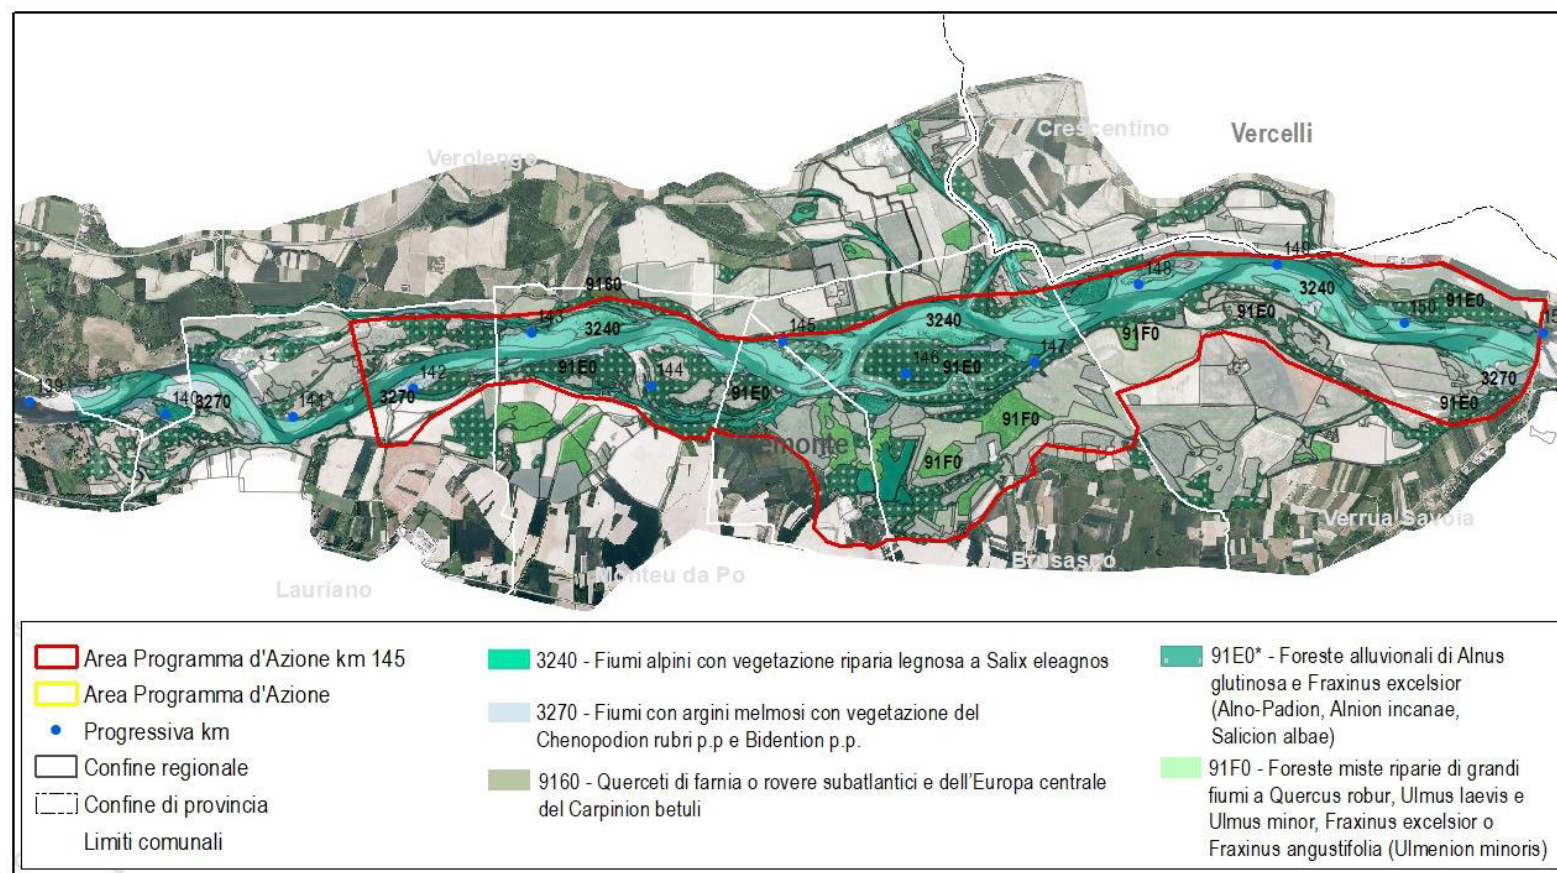 Crescentino
Vercelli
Verolengo
9160
149
148
3240
143
3240
150
91E0
145
3240
91E0
91F0
147
146
91E0
91E0
142
144
139
140
3270
141
3270
91E0
3270
91E0
91F0
91F0
Verrua Savoia
Brusasco
Monteu da Po
Lauriano
Area Programma d'Azione km 145
Area Programma d'Azione
Progressiva km
Confine regionale
Confine di provincia
Limiti comunali
3240 - Fiumi alpini con vegetazione riparia legnosa a Salix eleagnos
3270 - Fiumi con argini melmosi con vegetazione del
Chenopodion rubri p.p e Bidention p.p.
9160 - Querceti di farnia o rovere subatlantici e dell'Europa centrale
del Carpinion betuli
91E0* - Foreste alluvionali di Alnus
glutinosa e Fraxinus excelsior
(Alno-Padion, Alnion incanae,
Salicion albae)
91F0 - Foreste miste riparie di grandi
fiumi a Quercus robur, Ulmus laevis e
Ulmus minor, Fraxinus excelsior o
Fraxinus angustifolia (Ulmenion minoris)